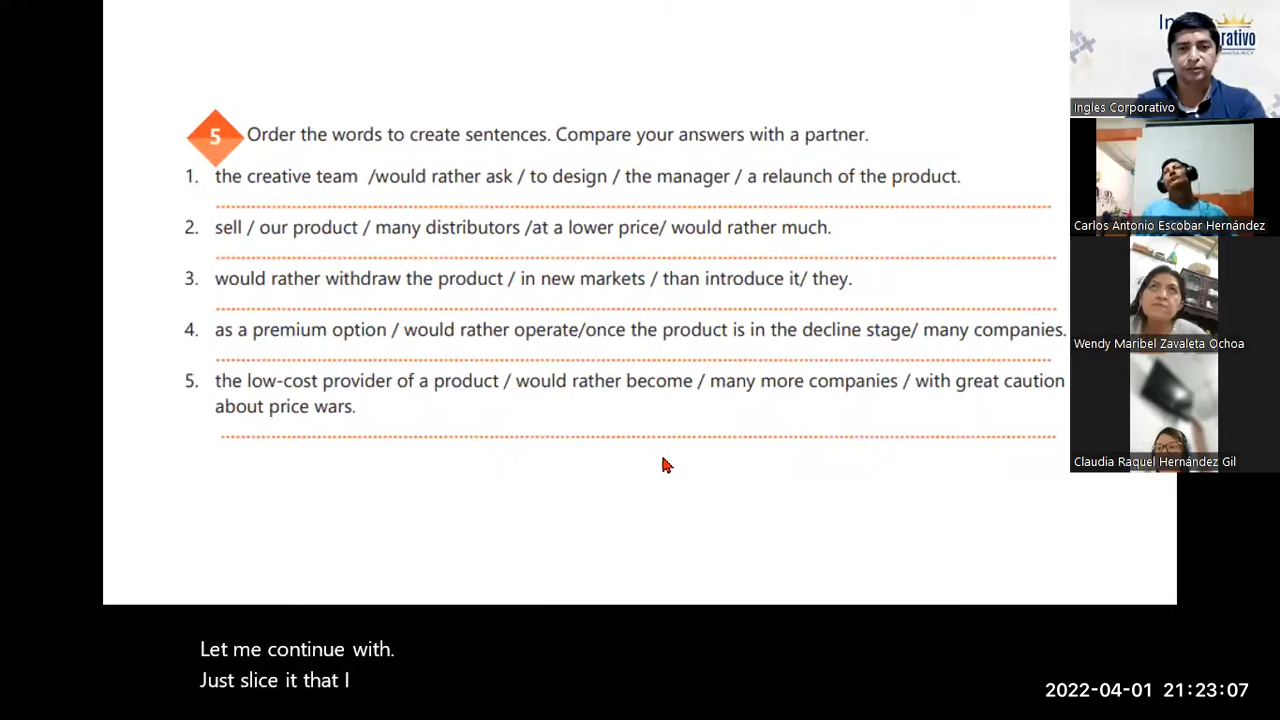 5 Order the words to create sentences. Compare your answers with a partner.
1. the creative team /would rather ask / to design / the manager / a relaunch of the product.
2. sell / our product / many distributors /at a lower price/ would rather much.
3. would rather withdraw the product / in new markets / than introduce it/ they.
4. as a premium option / would rather operate/once the product is in the decline stage/ many companies.
5. the low-cost provider of a product / would rather become / many more companies / with great caution
about price wars.
Ingles Corporativo
Carlos Antonio Escobar Hernández
Wendy Maribel Zavaleta Ochoa
Claudia Raquel Hernández Gil
Let me continue with.
Just slice it that I
2022-04-01 21:23:07